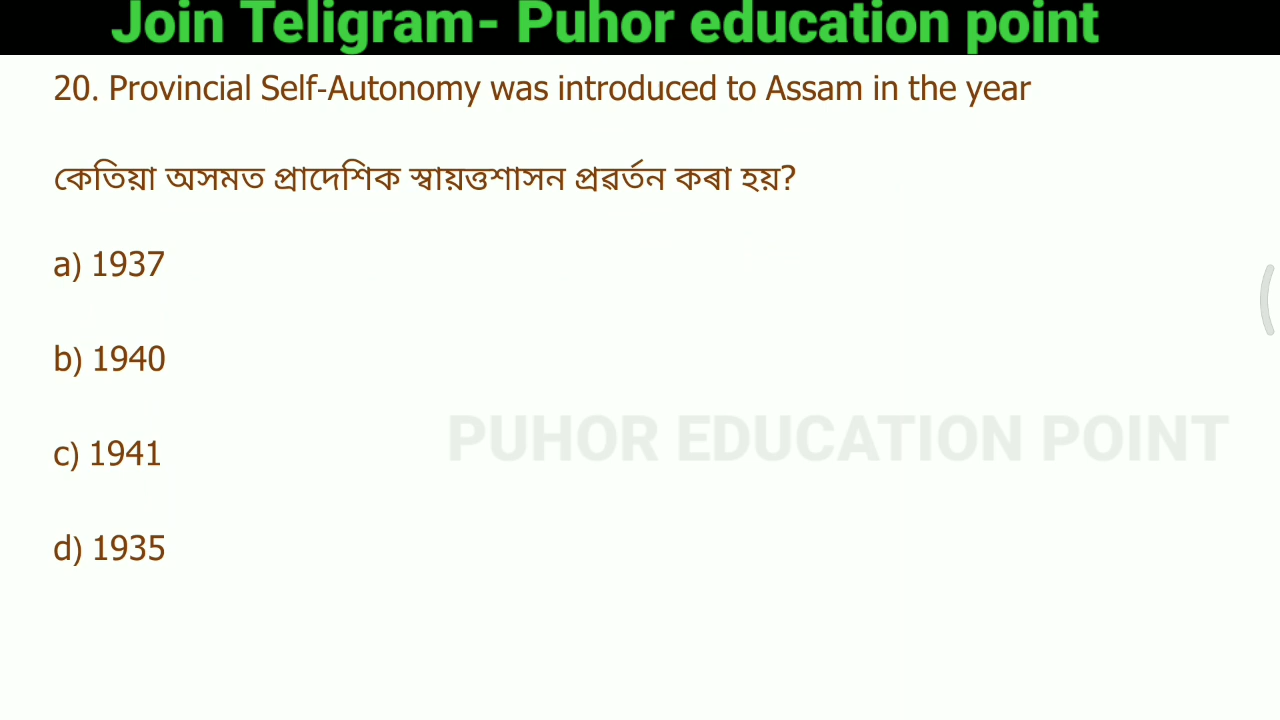 Join Teligram- Puhor education point
20. Provincial Self-Autonomy was introduced to Assam in the year
কেতিয়া অসমত প্ৰাদেশিক স্বায়ত্তশাসন প্ৰৱৰ্তন কৰা হয়?
a) 1937
b) 1940
PUHOR EDUCATION POINT
c) 1941
d) 1935